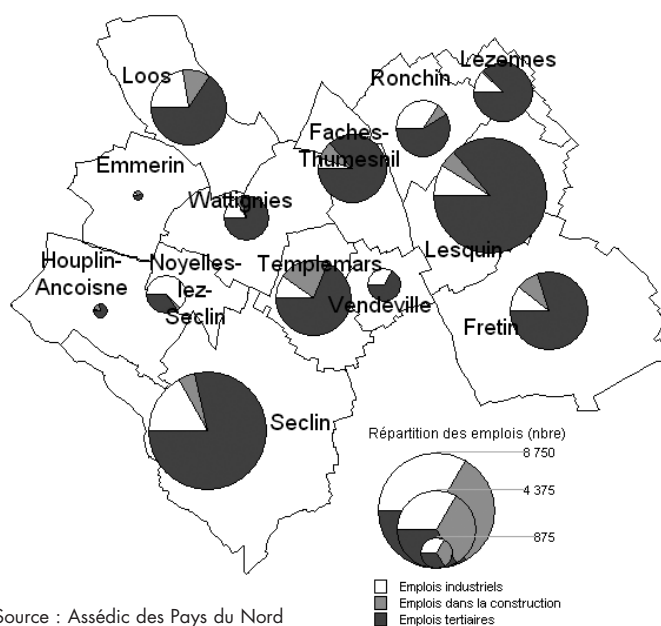 Lezennes
Loos
Ronchin
Faches-
Thumesnil
Emmerin
Wattignies
Lesquin
Houplin-
Ancoisne
Noyelles-
lez-
Seclin
Templemars
Vendeville
Fretin
Seclin
Répartition des emplois (nbre)
8 750
4 375
875
Emplois industriels
Emplois dans la construction
Emplois tertiaires
Source : Assédic des Pays du Nord